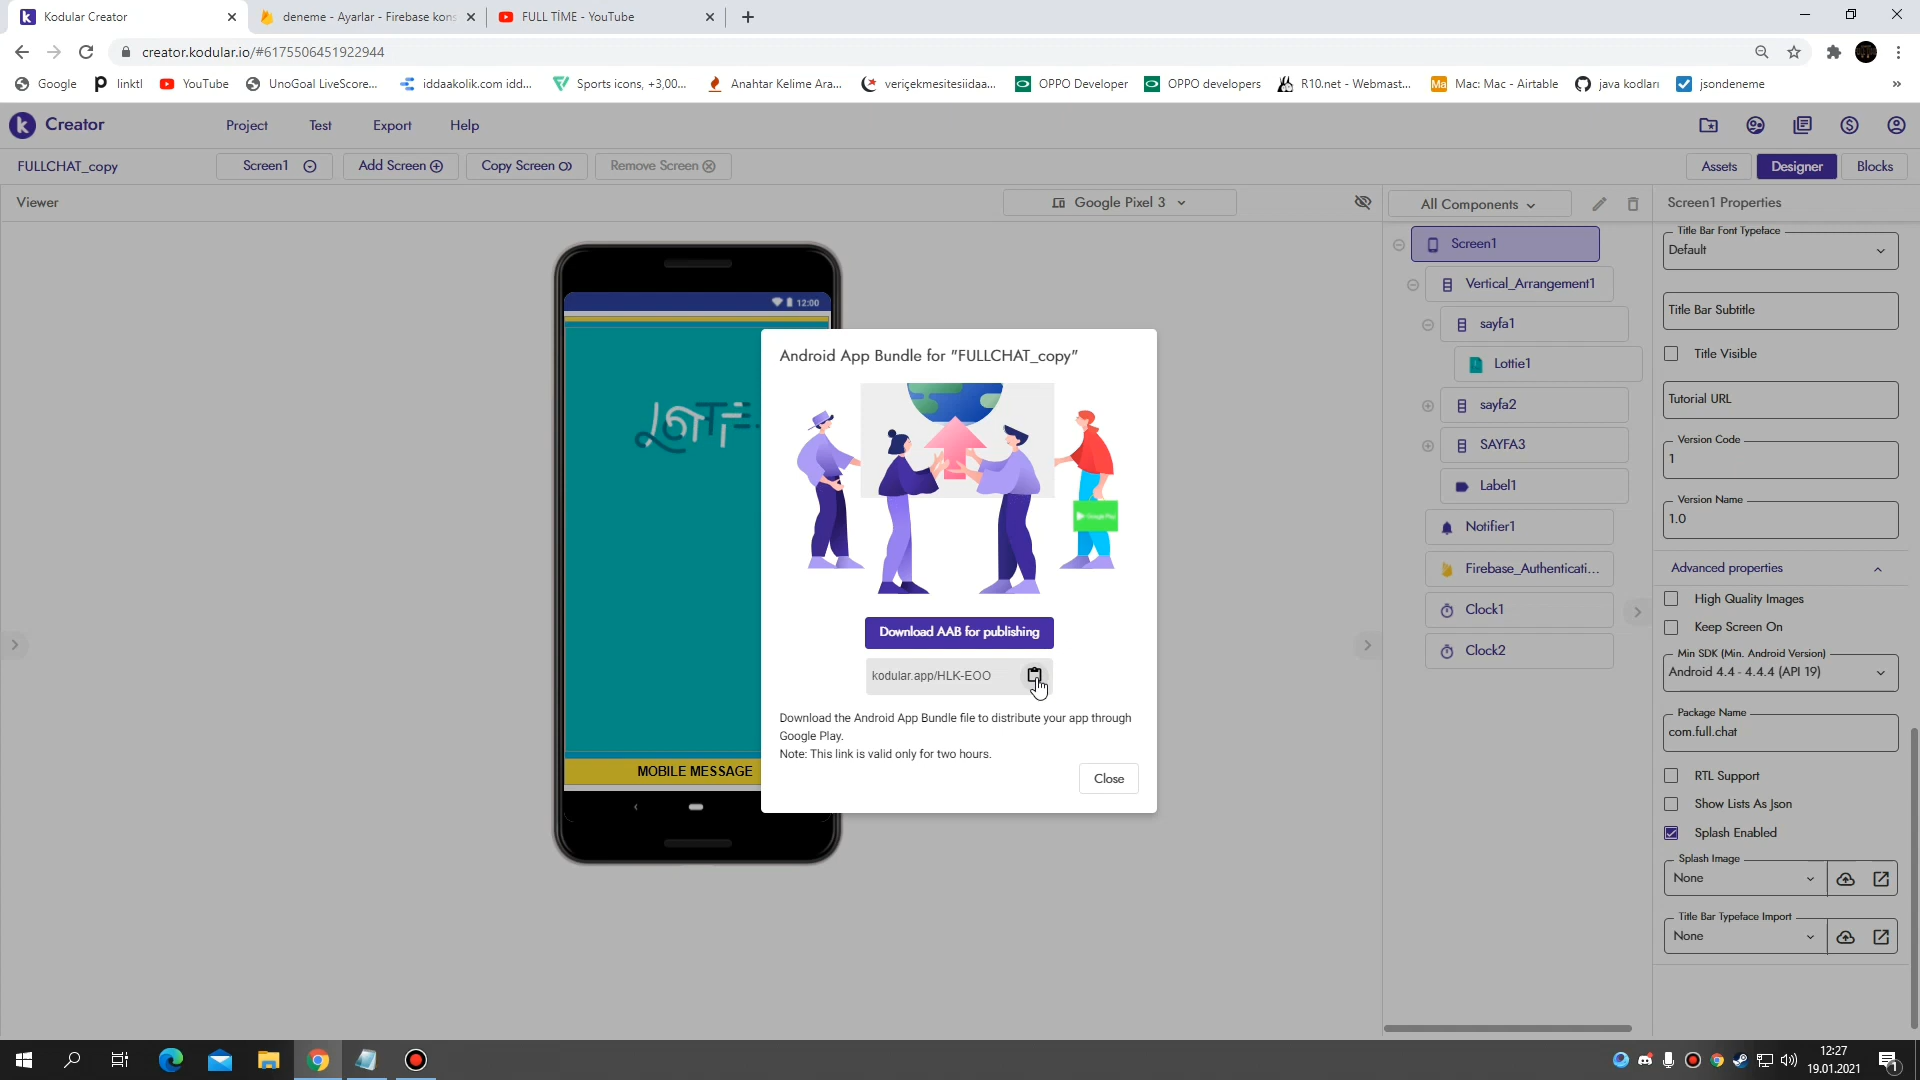 Kodular Creator
deneme - Ayarlar - Firebase kons
FULL TİME - YouTube
creator.kodular.io/#6175506451922944
Google
linktl
YouTube
UnoGoal LiveScore...
iddaakolik.com idd...
Sports icons, +3,00...
Anahtar Kelime Ara...
veriçekmesitesiidaa...
OPPO Developer
OPPO developers
R10.net - Webmast...
Ma
Mac: Mac - Airtable
java kodları
jsondeneme
»
k
Creator
Project
Test
Export
Help
FULLCHAT_copy
Screen1
Add Screen
Copy Screen
Remove Screen
Assets
Designer
Blocks
Viewer
Google Pixel 3
All Components
Screen1 Properties
12:00
LOTTIE
MOBILE MESSAGE
Android App Bundle for "FULLCHAT_copy"
Google Play
Download AAB for publishing
kodular.app/HLK-EOO
Download the Android App Bundle file to distribute your app through
Google Play.
Note: This link is valid only for two hours.
Close
Screen1
Vertical_Arrangement1
sayfa1
Lottie1
sayfa2
SAYFA3
Label1
Notifier1
Firebase_Authenticati...
Clock1
Clock2
Title Bar Font Typeface
Default
Title Bar Subtitle
Title Visible
Tutorial URL
Version Code
1
Version Name
1.0
Advanced properties
High Quality Images
Keep Screen On
Min SDK (Min. Android Version)
Android 4.4 - 4.4.4 (API 19)
Package Name
com.full.chat
RTL Support
Show Lists As Json
Splash Enabled
Splash Image
None
Title Bar Typeface Import
None
12:27
19.01.2021
1